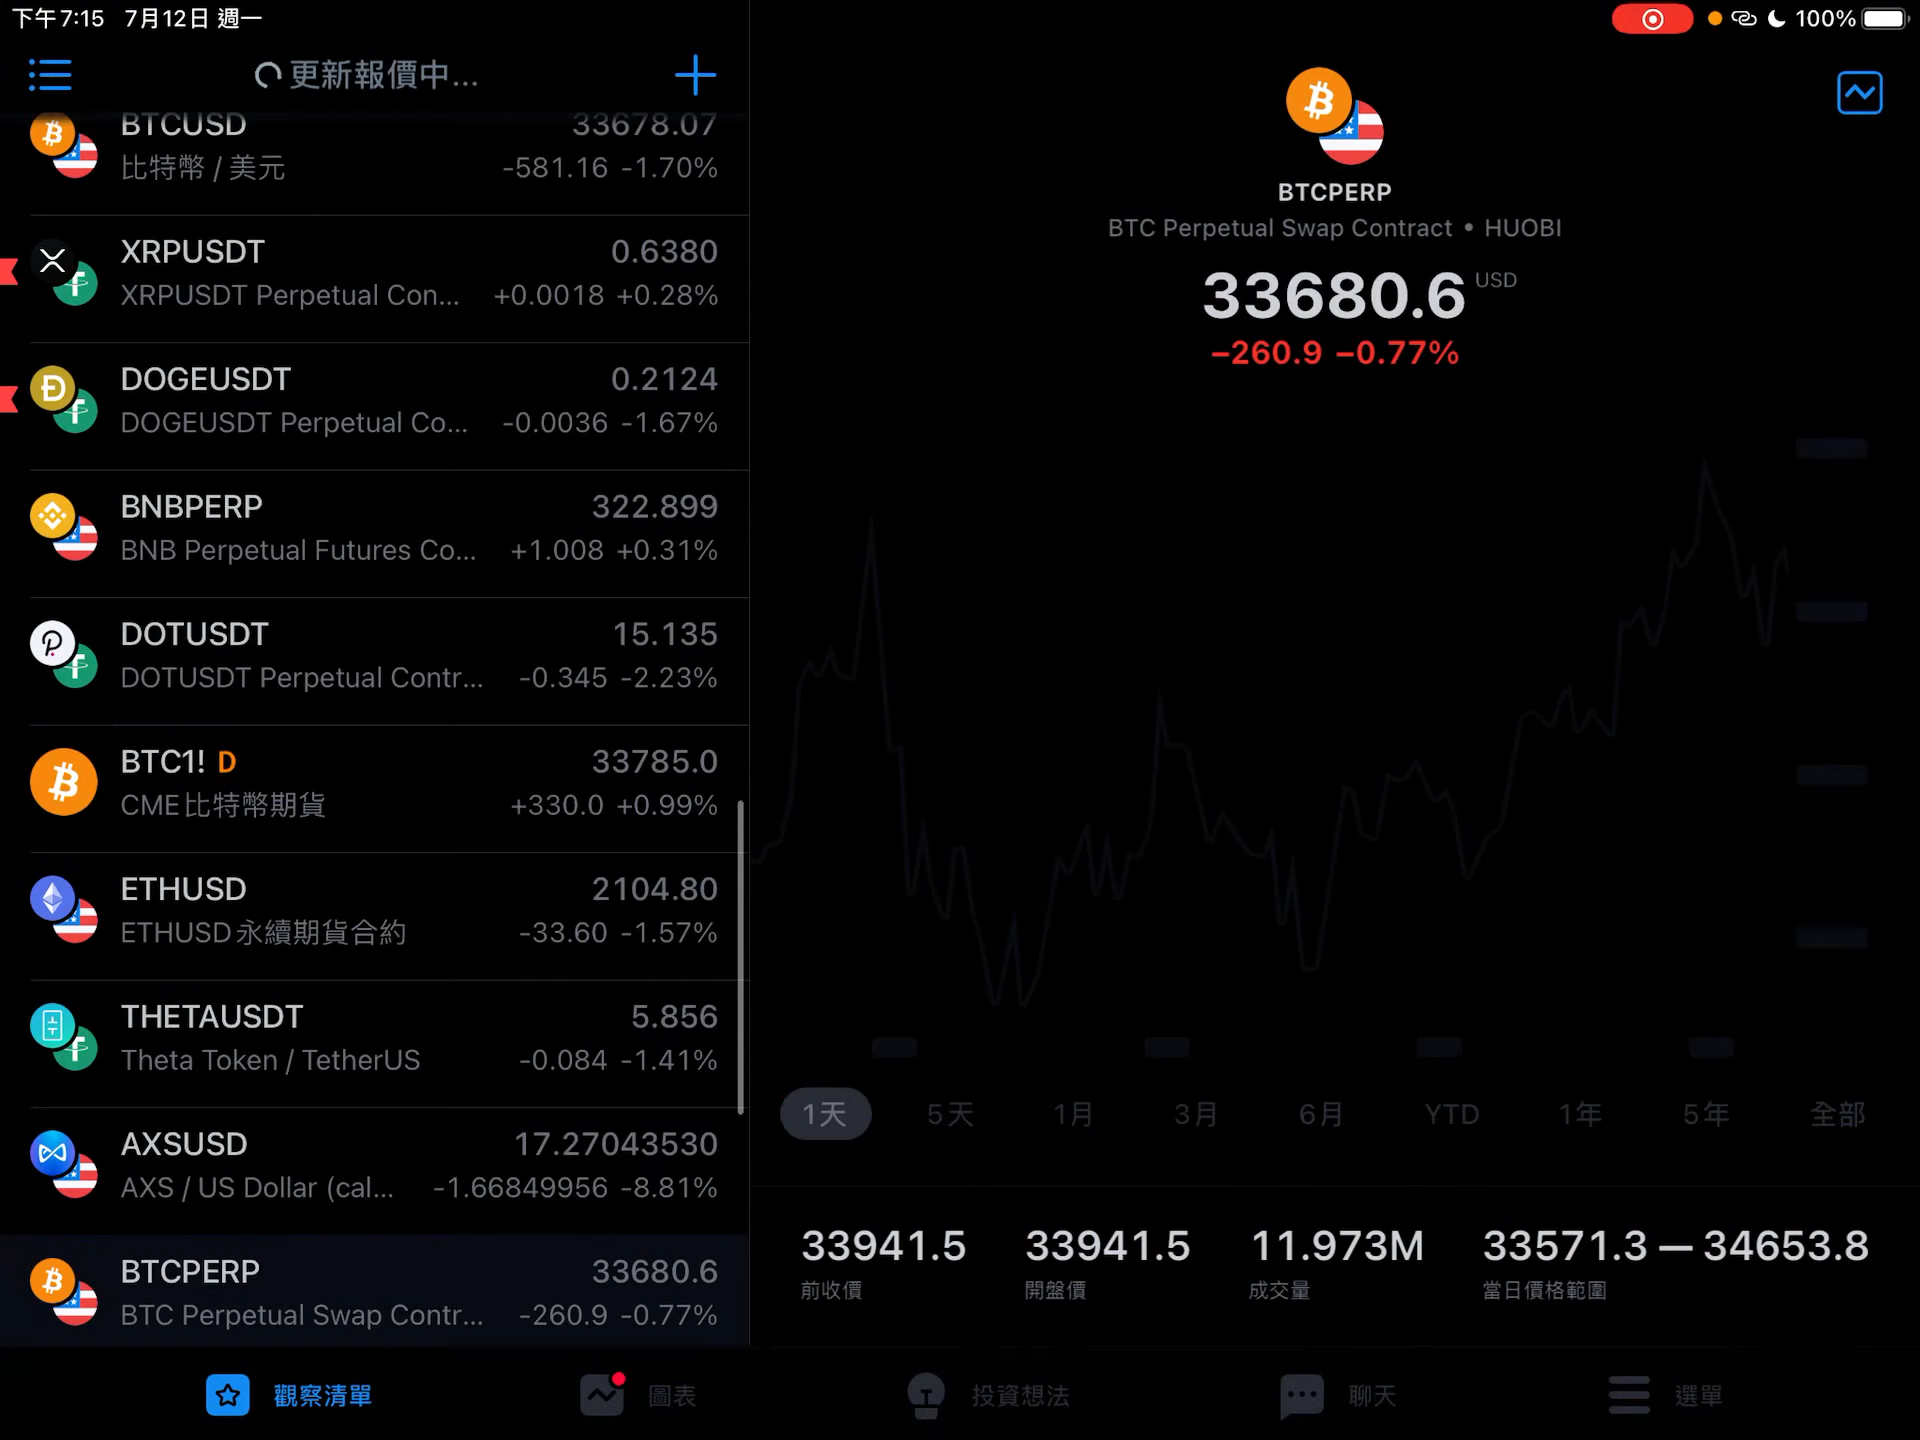 下午7:15 7月12日 週一
100%
更新報價中...
BTCUSD 33678.07
比特幣 / 美元 -581.16 -1.70%
XRPUSDT 0.6380
XRPUSDT Perpetual Con... +0.0018 +0.28%
DOGEUSDT 0.2124
DOGEUSDT Perpetual Co... -0.0036 -1.67%
BNBPERP 322.899
BNB Perpetual Futures Co... +1.008 +0.31%
DOTUSDT 15.135
DOTUSDT Perpetual Contr... -0.345 -2.23%
BTC1! D 33785.0
CME比特幣期貨 +330.0 +0.99%
ETHUSD 2104.80
ETHUSD永續期貨合約 -33.60 -1.57%
THETAUSDT 5.856
Theta Token / TetherUS -0.084 -1.41%
AXSUSD 17.27043530
AXS / US Dollar (cal... -1.66849956 -8.81%
BTCPERP 33680.6
BTC Perpetual Swap Contr... -260.9 -0.77%
BTCPERP
BTC Perpetual Swap Contract • HUOBI
33680.6 USD
−260.9 −0.77%
1天 5天 1月 3月 6月 YTD 1年 5年 全部
33941.5 33941.5 11.973M 33571.3 — 34653.8
前收價 開盤價 成交量 當日價格範圍
觀察清單 圖表 投資想法 聊天 選單